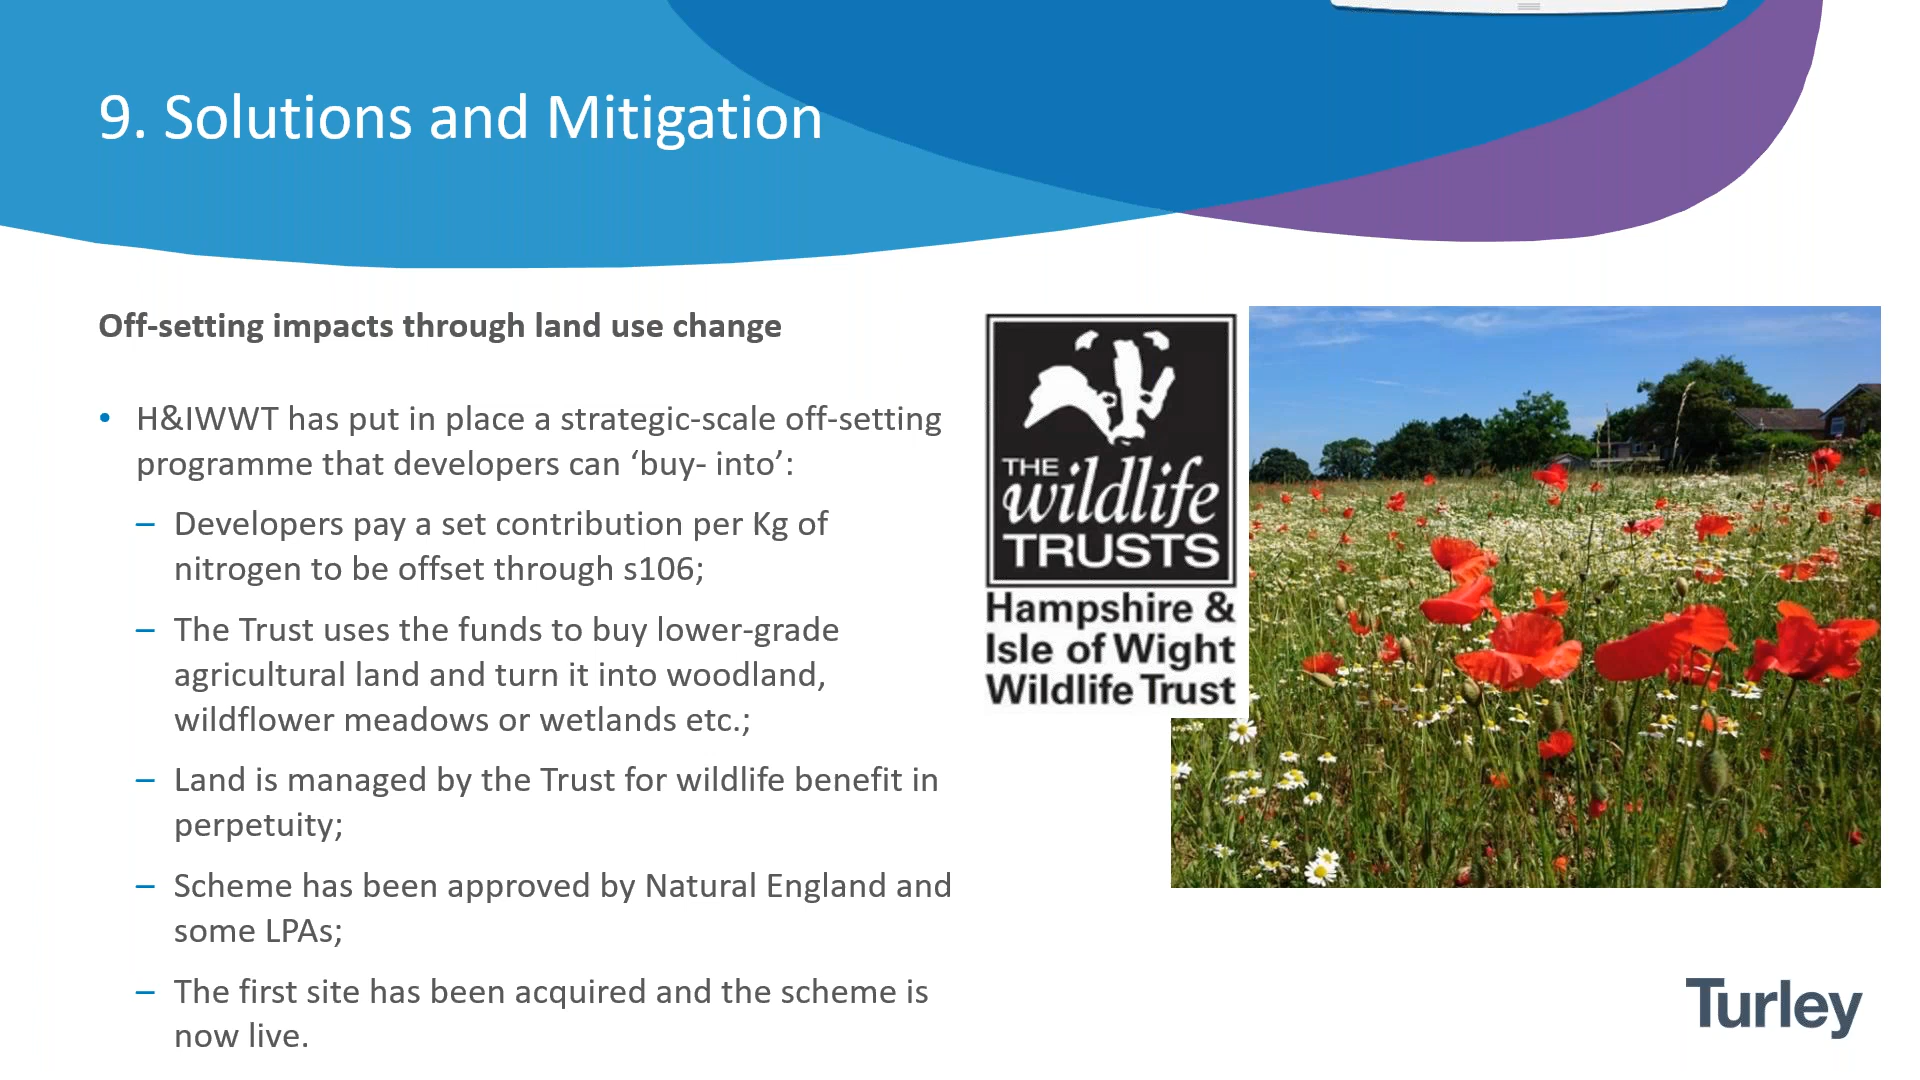 9. Solutions and Mitigation
Off-setting impacts through land use change
• H&IWWT has put in place a strategic-scale off-setting
programme that developers can ‘buy- into’:
– Developers pay a set contribution per Kg of
nitrogen to be offset through s106;
– The Trust uses the funds to buy lower-grade
agricultural land and turn it into woodland,
wildflower meadows or wetlands etc.;
– Land is managed by the Trust for wildlife benefit in
perpetuity;
– Scheme has been approved by Natural England and
some LPAs;
– The first site has been acquired and the scheme is
now live.
THE
wildlife
TRUSTS
Hampshire &
Isle of Wight
Wildlife Trust
Turley